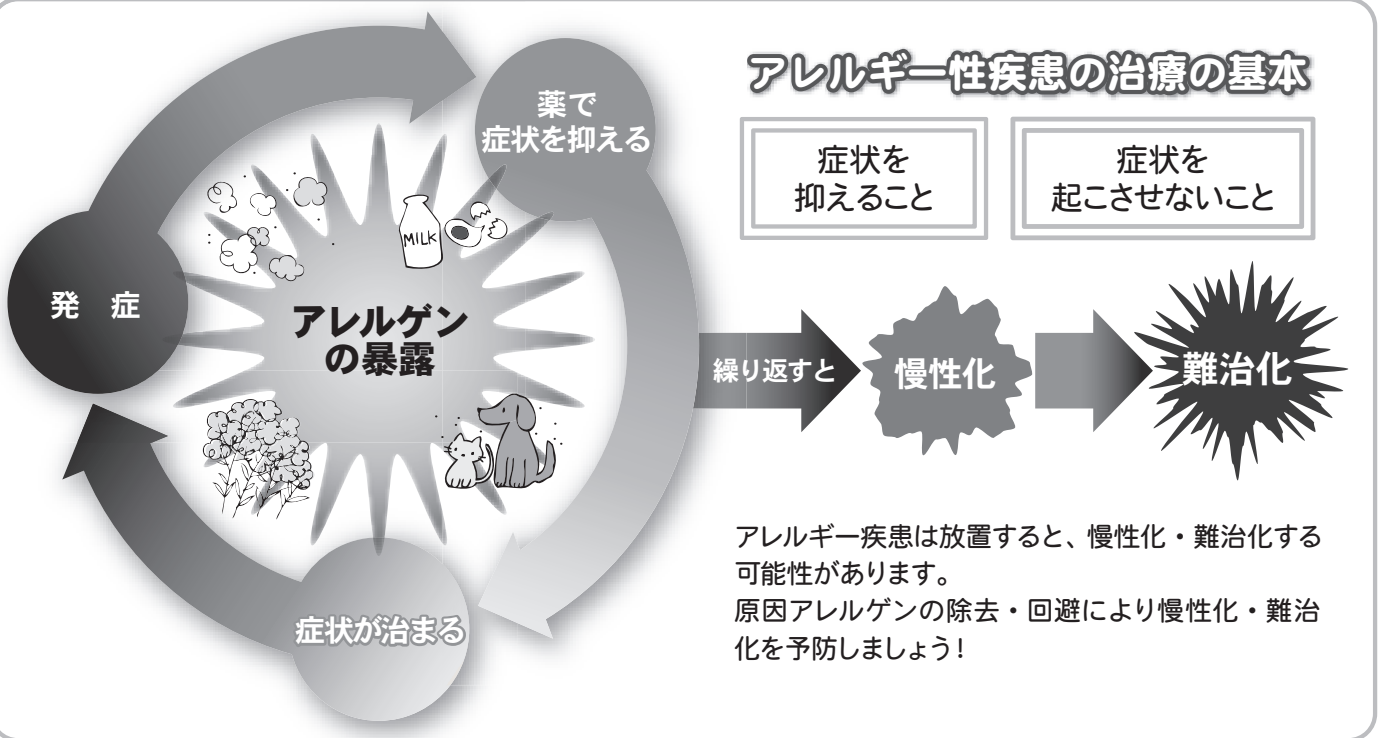 アレルギー性疾患の治療の基本
症状を
抑えること
症状を
起こさせないこと
発　症
薬で
症状を抑える
症状が治まる
MILK
アレルゲン
の暴露
繰り返すと
慢性化
難治化
アレルギー疾患は放置すると、慢性化・難治化する
可能性があります。
原因アレルゲンの除去・回避により慢性化・難治
化を予防しましょう！